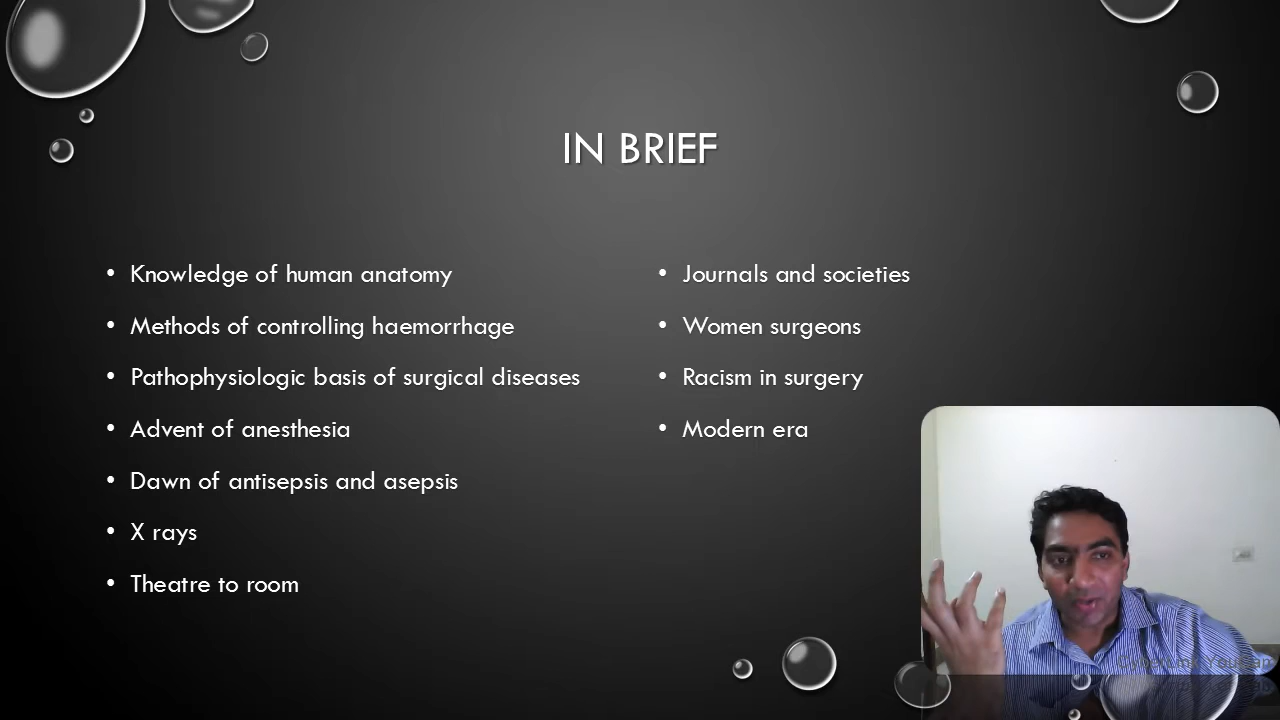 IN BRIEF
• Knowledge of human anatomy
• Methods of controlling haemorrhage
• Pathophysiologic basis of surgical diseases
• Advent of anesthesia
• Dawn of antisepsis and asepsis
• X rays
• Theatre to room
• Journals and societies
• Women surgeons
• Racism in surgery
• Modern era